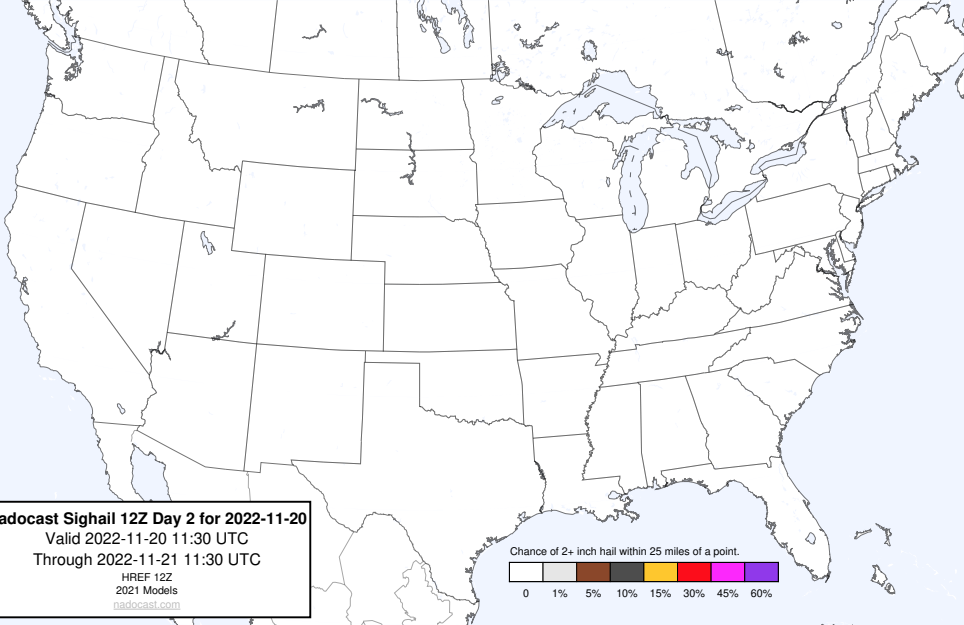 adocast Sighail 12Z Day 2 for 2022-11-20
Valid 2022-11-20 11:30 UTC
Through 2022-11-21 11:30 UTC
HREF 12Z
2021 Models
nadocast.com
Chance of 2+ inch hail within 25 miles of a point.
0 1% 5% 10% 15% 30% 45% 60%